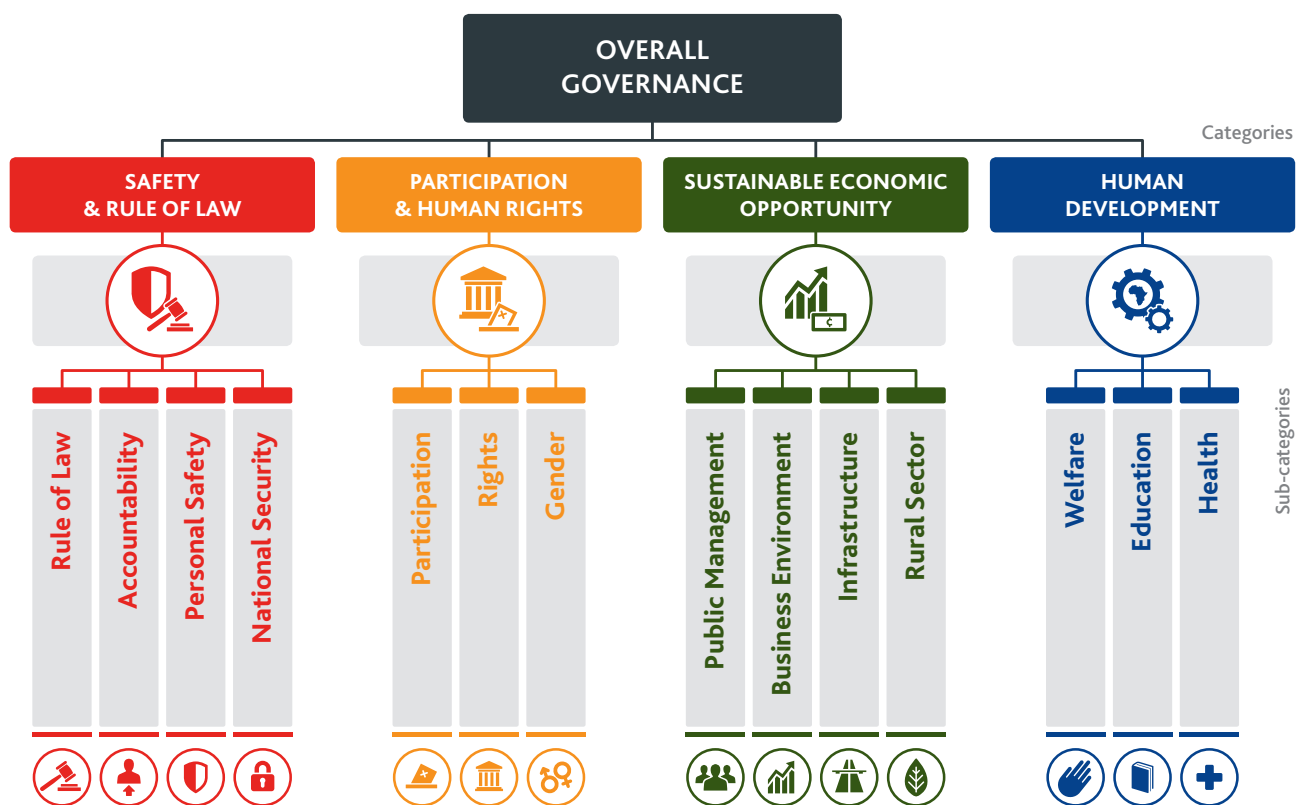 OVERALL
GOVERNANCE
Categories
SAFETY
& RULE OF LAW
PARTICIPATION
& HUMAN RIGHTS
SUSTAINABLE ECONOMIC
OPPORTUNITY
HUMAN
DEVELOPMENT
Sub-categories
Rule of Law
Accountability
Personal Safety
National Security
Participation
Rights
Gender
Public Management
Business Environment
Infrastructure
Rural Sector
Welfare
Education
Health
¢